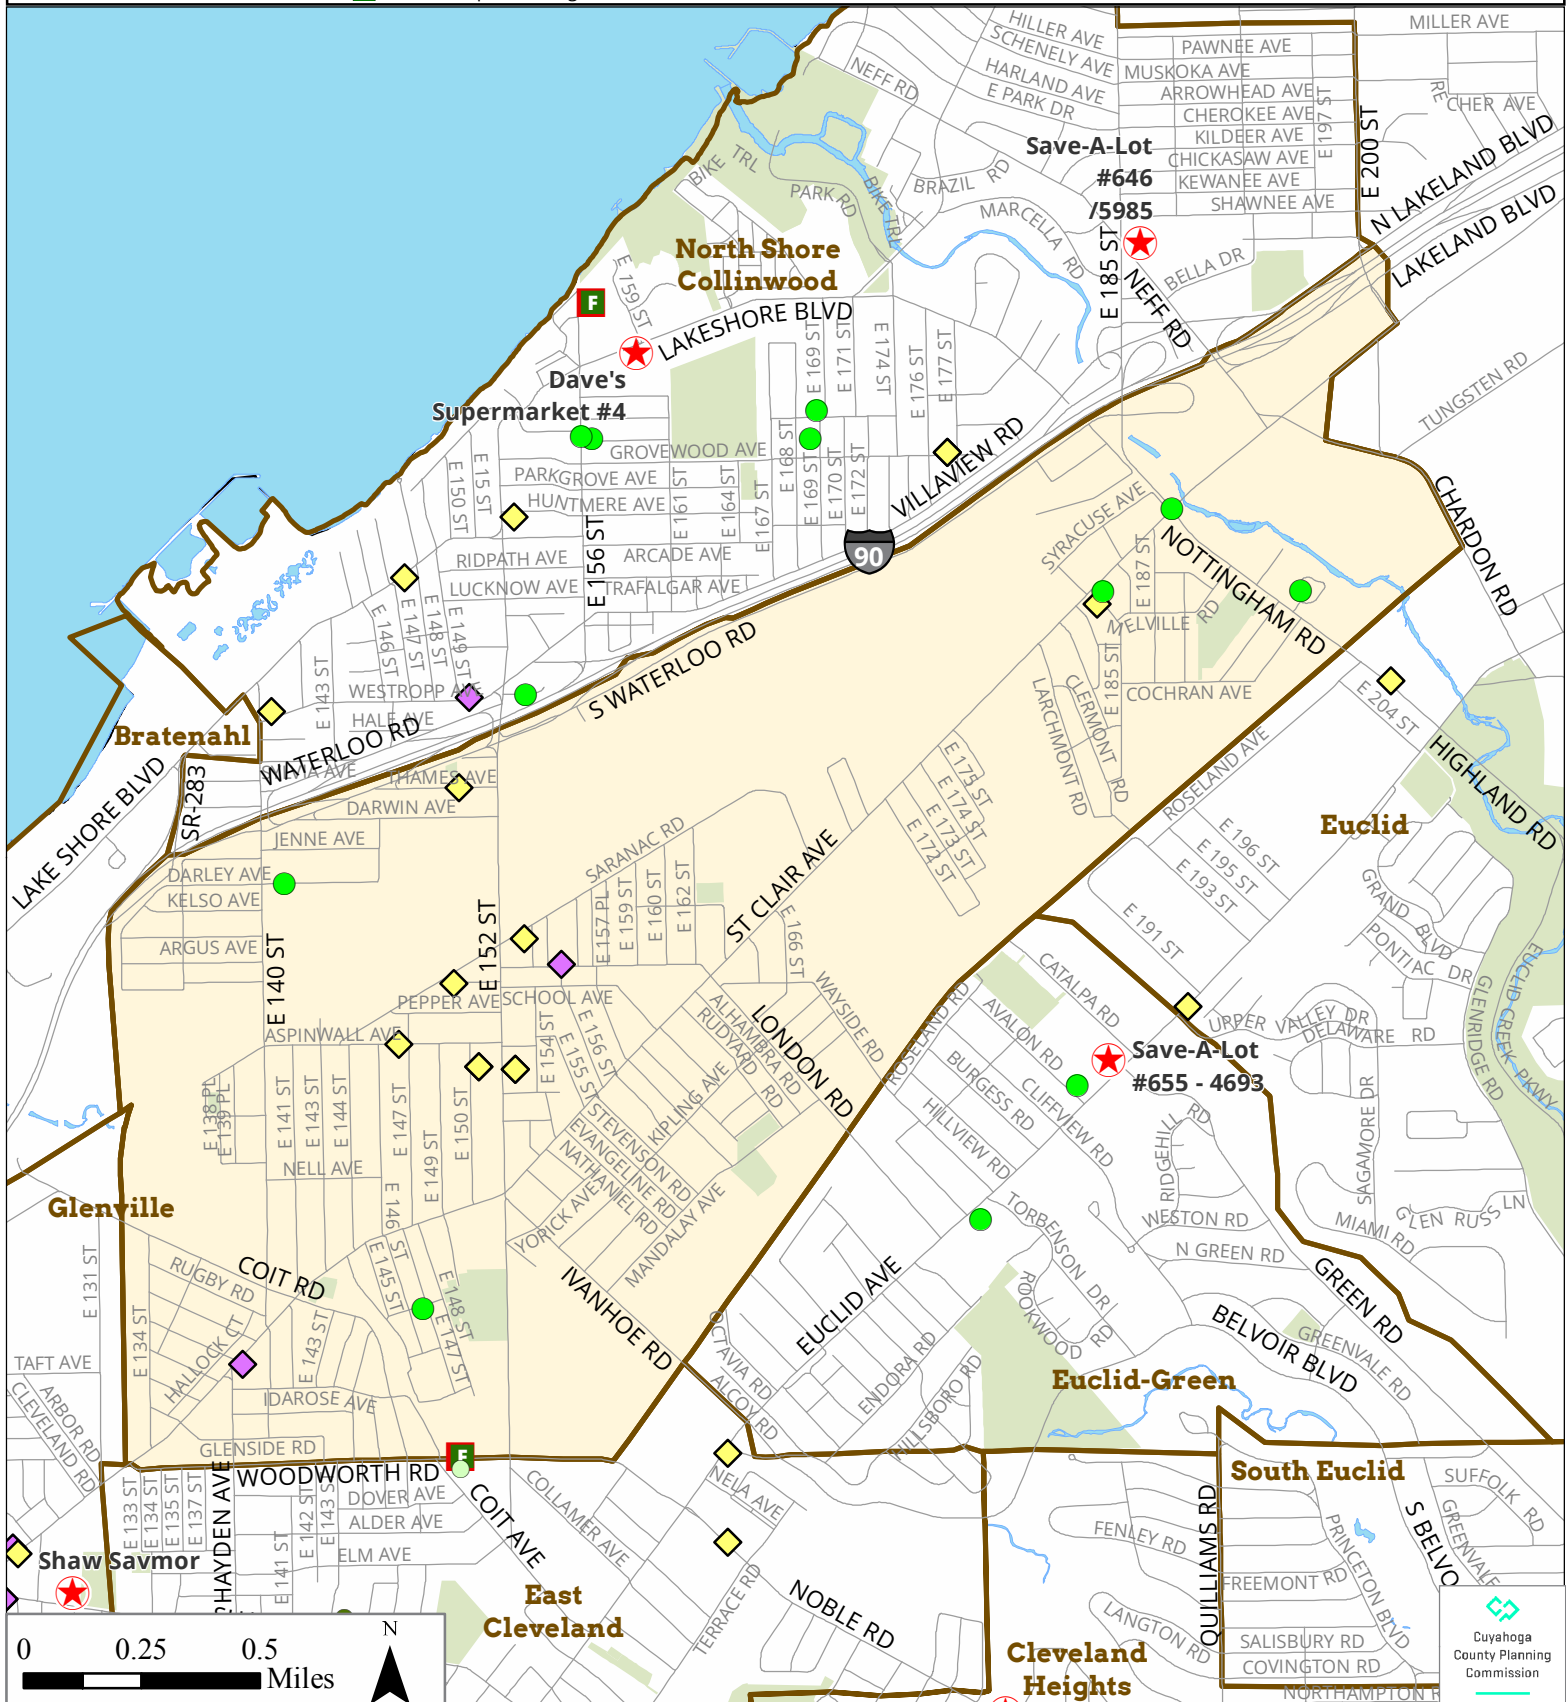 HILLER AVE
SCHENELY AVE
HARLAND AVE
E PARK DR
NEFF RD
MILLER AVE
PAWNEE AVE
MUSKOKA AVE
ARROWHEAD AVE
CHEROKEE AVE
KILDEER AVE
CHICKASAW AVE
KEWANEE AVE
SHAWNEE AVE
E 197 ST
E 200 ST
RE
CHER AVE
N LAKELAND BLVD
LAKELAND BLVD
Save-A-Lot
#646
/5985
BIKE TRL
PARK RD
BIKE TRL
BRAZIL RD
MARCELLA RD
E 185 ST
NEFF RD
BELLA DR
TUNGSTEN RD
North Shore
Collinwood
F
E 159 ST
LAKESHORE BLVD
Dave's
Supermarket #4
E 169 ST
E 171 ST
E 174 ST
E 176 ST
E 177 ST
GROVEWOOD AVE
PARKGROVE AVE
HUNTMERE AVE
E 150 ST
E 15 ST
E 161 ST
E 164 ST
E 167 ST
E 168 ST
E 169 ST
E 170 ST
E 172 ST
VILLAVIEW RD
90
RIDPATH AVE
ARCADE AVE
LUCKNOW AVE
TRAFALGAR AVE
E 156 ST
SYRACUSE AVE
E 187 ST
NOTTINGHAM RD
CHARDON RD
MELVILLE RD
E 146 ST
E 147 ST
E 148 ST
E 149 ST
E 143 ST
WESTROPP AVE
HALE AVE
WATERLOO RD
S WATERLOO RD
Bratenahl
LAKE SHORE BLVD
SR-283
THAMES AVE
DARWIN AVE
JENNE AVE
DARLEY AVE
KELSO AVE
ARGUS AVE
E 140 ST
E 152 ST
LARCHMONT RD
CLERMONT RD
E 185 ST
COCHRAN AVE
E 204 ST
HIGHLAND RD
ROSELAND AVE
Euclid
E 175 ST
E 174 ST
E 173 ST
E 172 ST
SARANAC RD
ST CLAIR AVE
E 157 PL
E 159 ST
E 160 ST
E 162 ST
E 166 ST
E 196 ST
E 195 ST
E 193 ST
E 191 ST
GRAND BLVD
PONTIAC DR
GLENRIDGE RD
EUCLID CREEK PKWY
PEPPER AVE
SCHOOL AVE
ASPINWALL AVE
E 154 ST
E 155 ST
E 156 ST
ALHAMBRA RD
RUDYARD RD
LONDON RD
WAYSIDE RD
ROSELAND RD
CATALPA RD
AVALON RD
UPPER VALLEY DR
DELAWARE RD
Save-A-Lot
#655 - 4693
BURGESS RD
CLIFFVIEW RD
HILLVIEW RD
RIDGEHILL RD
SAGAMORE DR
E 138 PL
E 139 PL
E 141 ST
E 143 ST
E 144 ST
E 147 ST
E 149 ST
E 150 ST
NELL AVE
KIPLING AVE
STEVENSON RD
EVANGELINE RD
NATHANIEL RD
YORICK AVE
MANDALAY AVE
Glenville
E 131 ST
E 134 ST
RUGBY RD
COIT RD
E 146 ST
E 145 ST
E 148 ST
E 147 ST
IVANHOE RD
TORBENSON DR
WESTON RD
N GREEN RD
MIAMI RD
GLEN RUSS LN
EUCLID AVE
ROOKWOOD RD
GREEN RD
BELVOIR BLVD
GREENVALE RD
HALLOCK CT
E 143 ST
IDAROSE AVE
GLENSIDE RD
OCTAVIA RD
ALCOY RD
ENDORA RD
HILLSBORO RD
Euclid-Green
TAFT AVE
ARBOR RD
CLEVELAND RD
F
WOODWORTH RD
E 133 ST
E 134 ST
E 135 ST
E 137 ST
HAYDEN AVE
E 142 ST
E 143 S
E 141 ST
DOVER AVE
ALDER AVE
ELM AVE
COIT AVE
COLLAMER AVE
NELA AVE
TERRACE RD
NOBLE RD
Shaw Savmor
East
Cleveland
South Euclid
QUILLIAMS RD
FENLEY RD
LANGTON RD
FREEMONT RD
PRINCETON BLVD
S BELVO
SUFFOLK RD
GREENVALE
SALISBURY RD
COVINGTON RD
NORTHAMPTON R
Cleveland
Heights
0 0.25 0.5
Miles
N
Cuyahoga
County Planning
Commission